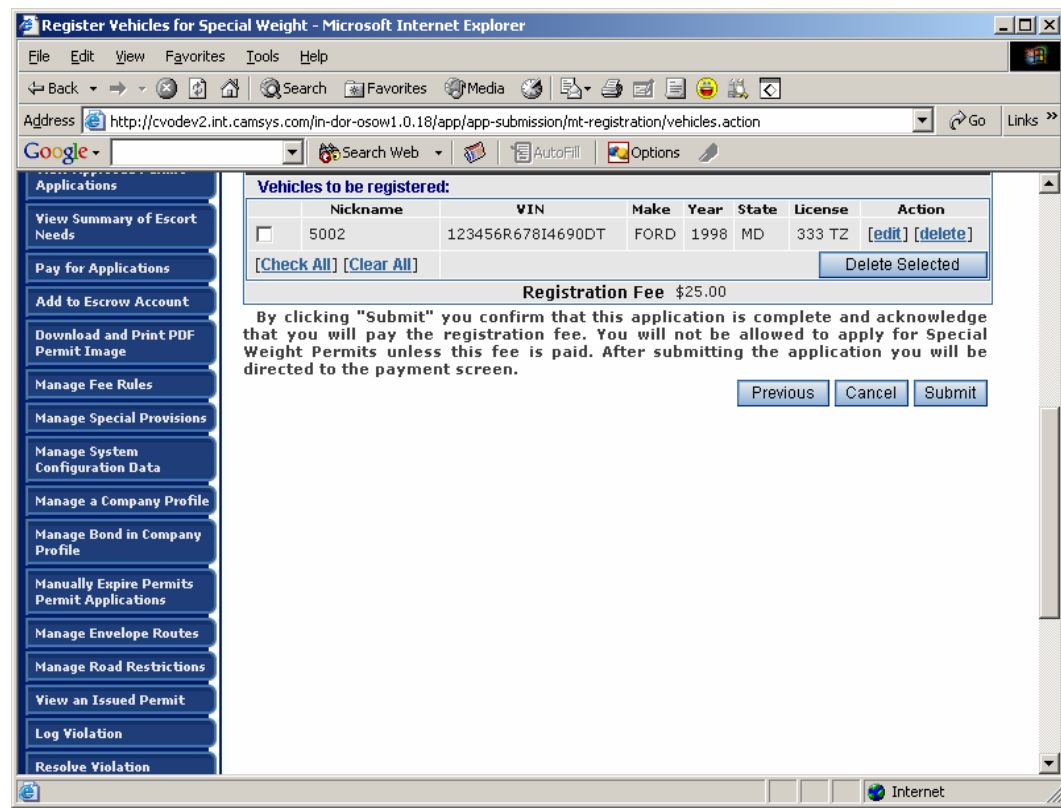 Register Vehicles for Special Weight - Microsoft Internet Explorer
File Edit View Favorites Tools Help
Back Search Favorites Media
Address http://cvodev2.int.camsys.com/in-dor-osow1.0.18/app/app-submission/mt-registration/vehicles.action Go Links »
Google Search Web AutoFill Options
Applications
View Summary of Escort
Needs
Pay for Applications
Add to Escrow Account
Download and Print PDF
Permit Image
Manage Fee Rules
Manage Special Provisions
Manage System
Configuration Data
Manage a Company Profile
Manage Bond in Company
Profile
Manually Expire Permits
Permit Applications
Manage Envelope Routes
Manage Road Restrictions
View an Issued Permit
Log Violation
Resolve Violation
Vehicles to be registered:
Nickname VIN Make Year State License Action
5002 123456R678I4690DT FORD 1998 MD 333 TZ [edit] [delete]
[Check All] [Clear All] Delete Selected
Registration Fee $25.00
By clicking "Submit" you confirm that this application is complete and acknowledge
that you will pay the registration fee. You will not be allowed to apply for Special
Weight Permits unless this fee is paid. After submitting the application you will be
directed to the payment screen.
Previous Cancel Submit
Internet